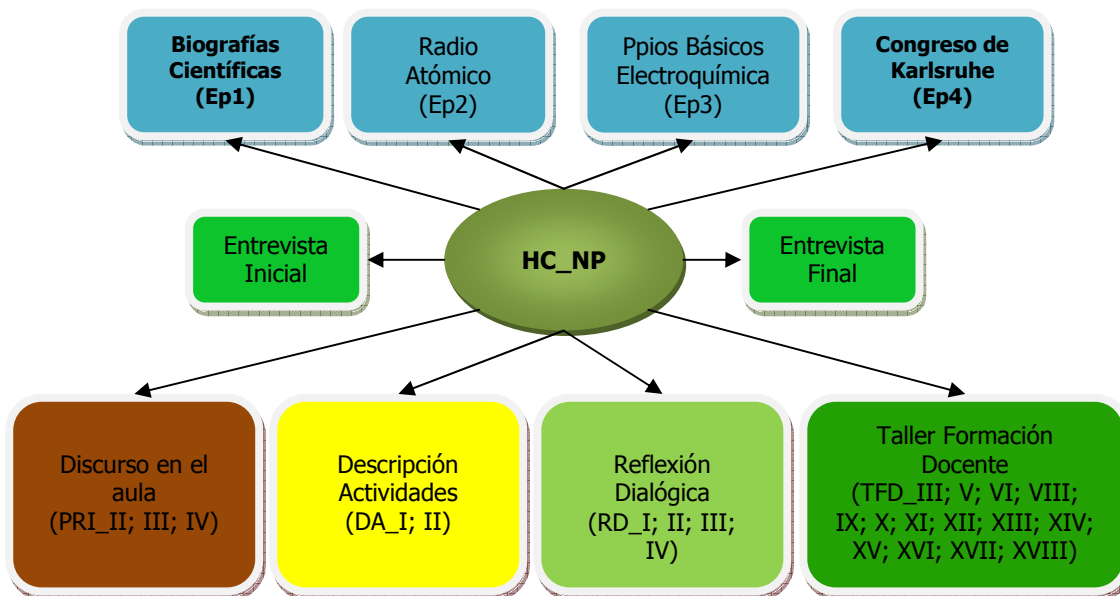 Biografías
Científicas
(Ep1)
Radio
Atómico
(Ep2)
Ppios Básicos
Electroquímica
(Ep3)
Congreso de
Karlsruhe
(Ep4)
Entrevista
Inicial
HC_NP
Entrevista
Final
Discurso en el
aula
(PRI_II; III; IV)
Descripción
Actividades
(DA_I; II)
Reflexión
Dialógica
(RD_I; II; III;
IV)
Taller Formación
Docente
(TFD_III; V; VI; VIII;
IX; X; XI; XII; XIII; XIV;
XV; XVI; XVII; XVIII)